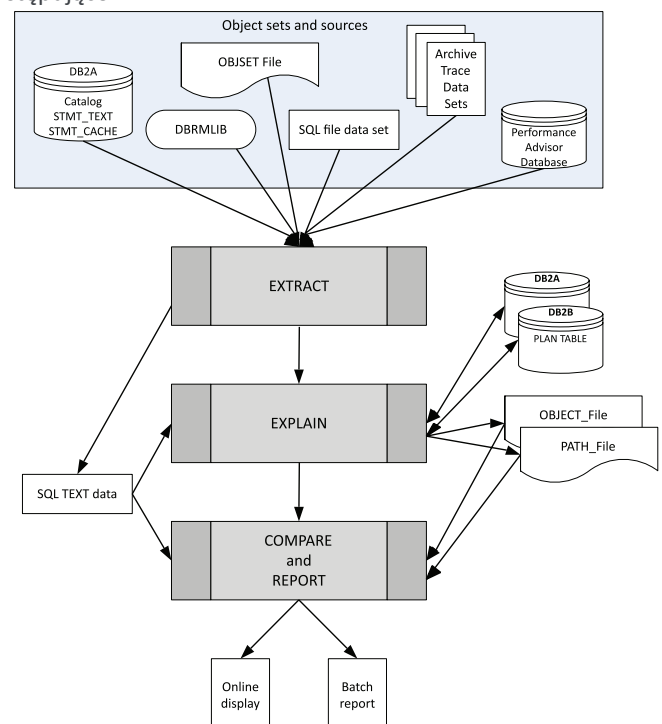 Object sets and sources
DB2A
Catalog
STMT_TEXT
STMT_CACHE
OBJSET File
DBRMLIB
SQL file data set
Archive
Trace
Data
Sets
Performance
Advisor
Database
EXTRACT
DB2A
DB2B
PLAN TABLE
EXPLAIN
OBJECT_File
PATH_File
SQL TEXT data
COMPARE
and
REPORT
Online
display
Batch
report